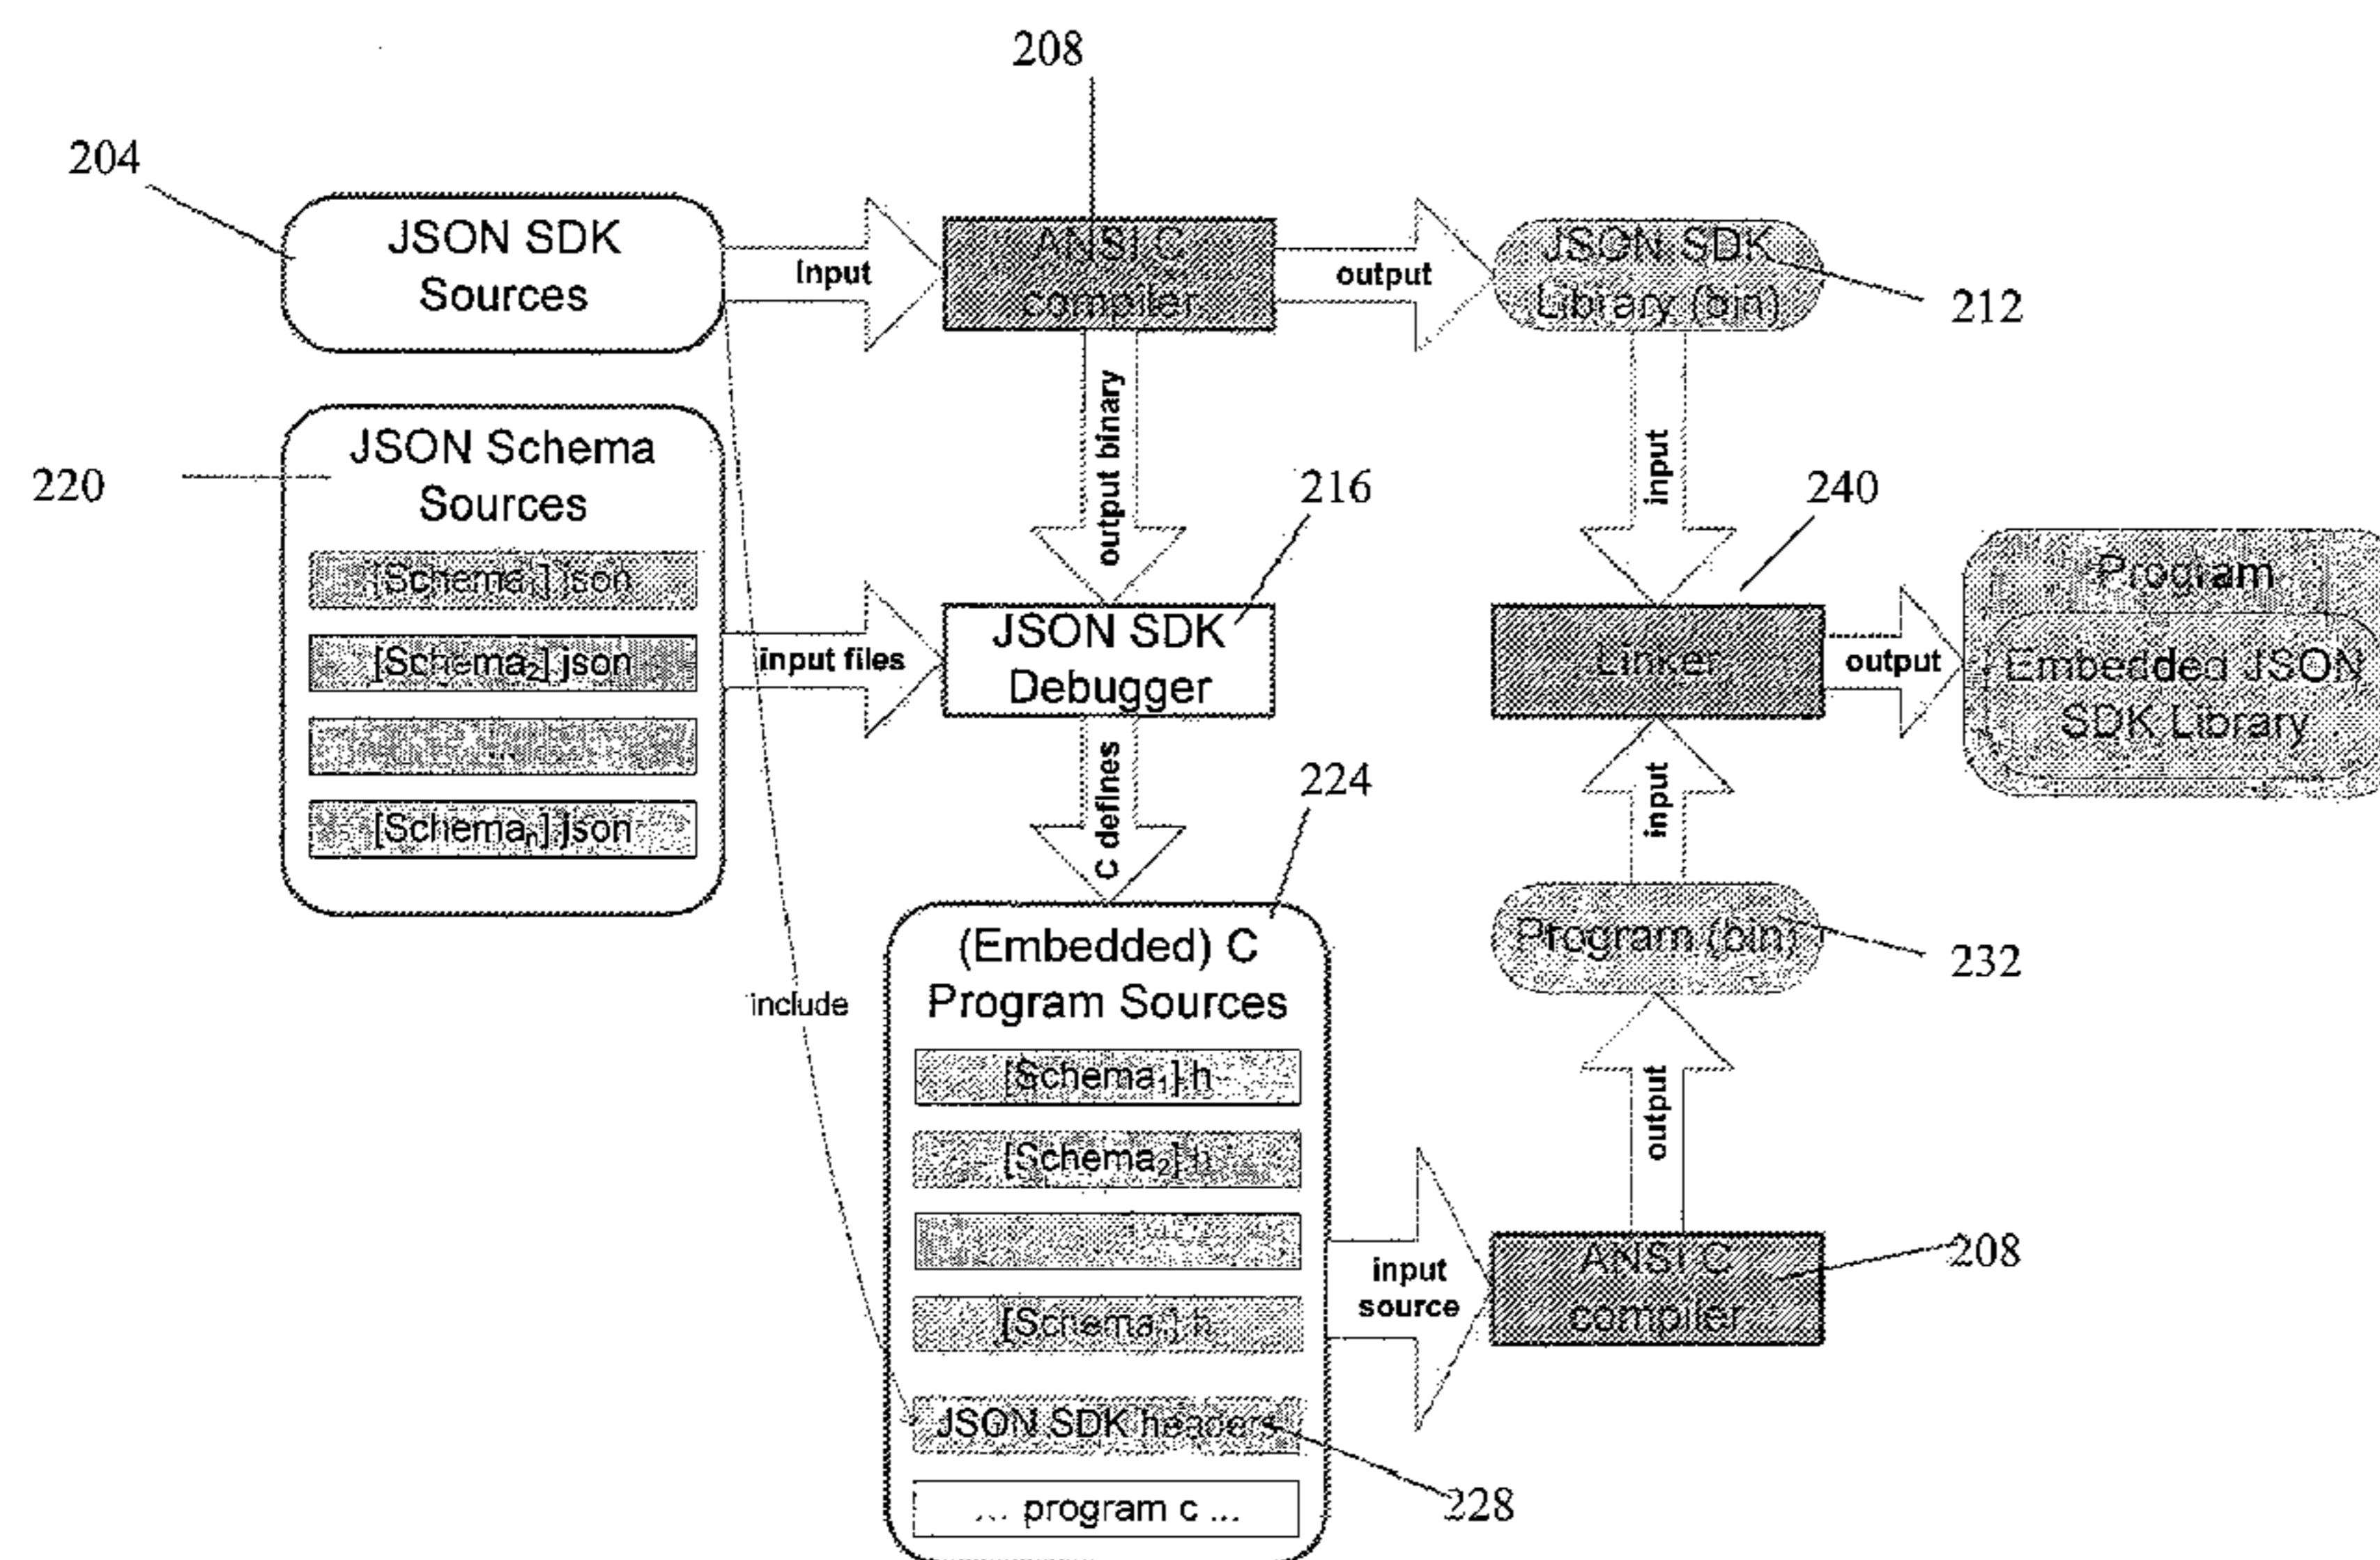 208
204
JSON SDK
Sources
Input
ANSI C
compiler
output
JSON SDK
Library (bin)
212
220
JSON Schema
Sources
[Schema1] json
[Schema2] json
...
[Scheman] json
output binary
input
input files
216
JSON SDK
Debugger
240
Linker
output
Program
Embedded JSON
SDK Library
C defines
input
224
include
(Embedded) C
Program Sources
[Schema1] h
[Schema2] h
...
[Scheman] h
JSON SDK headers
... program c ...
228
Program (bin)
232
output
input
source
ANSI C
compiler
208